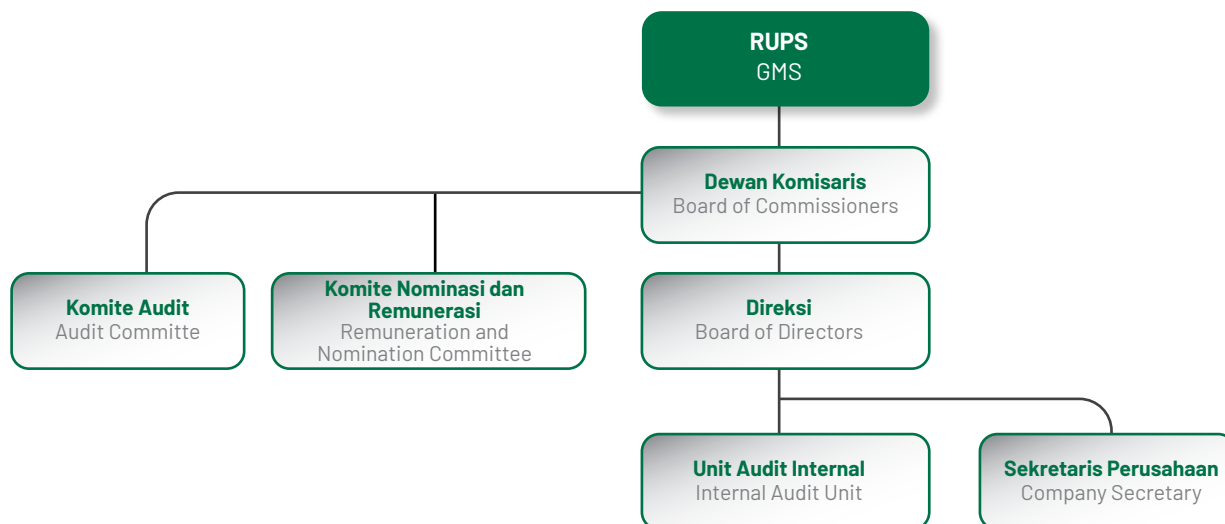 RUPS
GMS
Dewan Komisaris
Board of Commissioners
Komite Audit
Audit Committe
Komite Nominasi dan
Remunerasi
Remuneration and
Nomination Committee
Direksi
Board of Directors
Unit Audit Internal
Internal Audit Unit
Sekretaris Perusahaan
Company Secretary